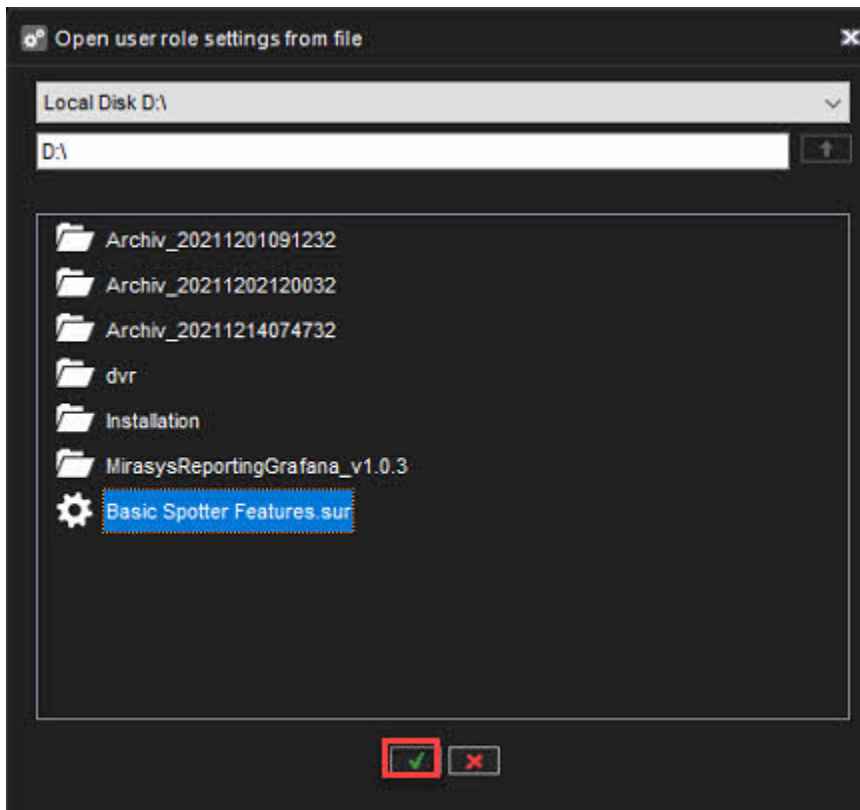 Open user role settings from file
Local Disk D:\
D:\
Archiv_20211201091232
Archiv_20211202120032
Archiv_20211214074732
dvr
Installation
MirasysReportingGrafana_v1.0.3
Basic Spotter Features.sur